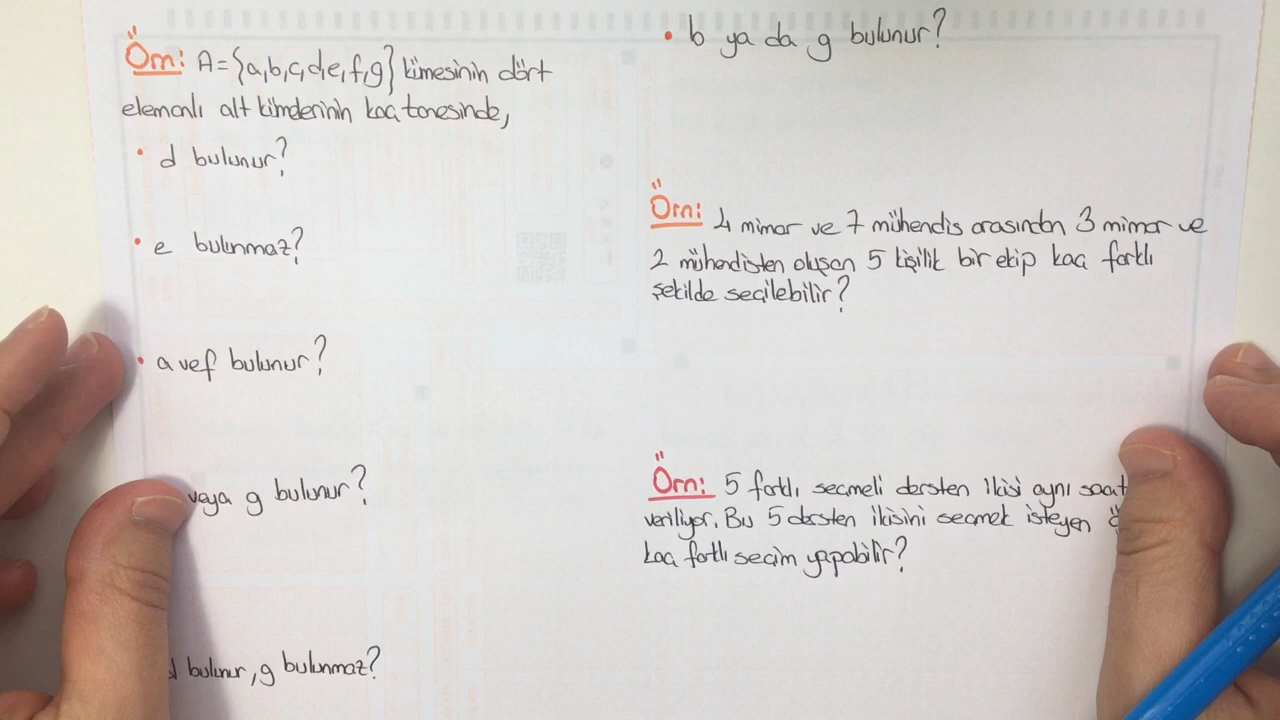 Örn: A={a,b,c,d,e,f,g} kümesinin dört
elemanlı alt kümelerinin kaç tanesinde,
• d bulunur?
• e bulunmaz?
• a ve f bulunur?
veya g bulunur?
d bulunur, g bulunmaz?
• b ya da g bulunur?
Örn: 4 mimar ve 7 mühendis arasından 3 mimar ve
2 mühendisten oluşan 5 kişilik bir ekip kaç farklı
şekilde seçilebilir?
Örn: 5 farklı seçmeli dersten ikisi aynı saat
veriliyor. Bu 5 dersten ikisini seçmek isteyen
kaç farklı seçim yapabilir?